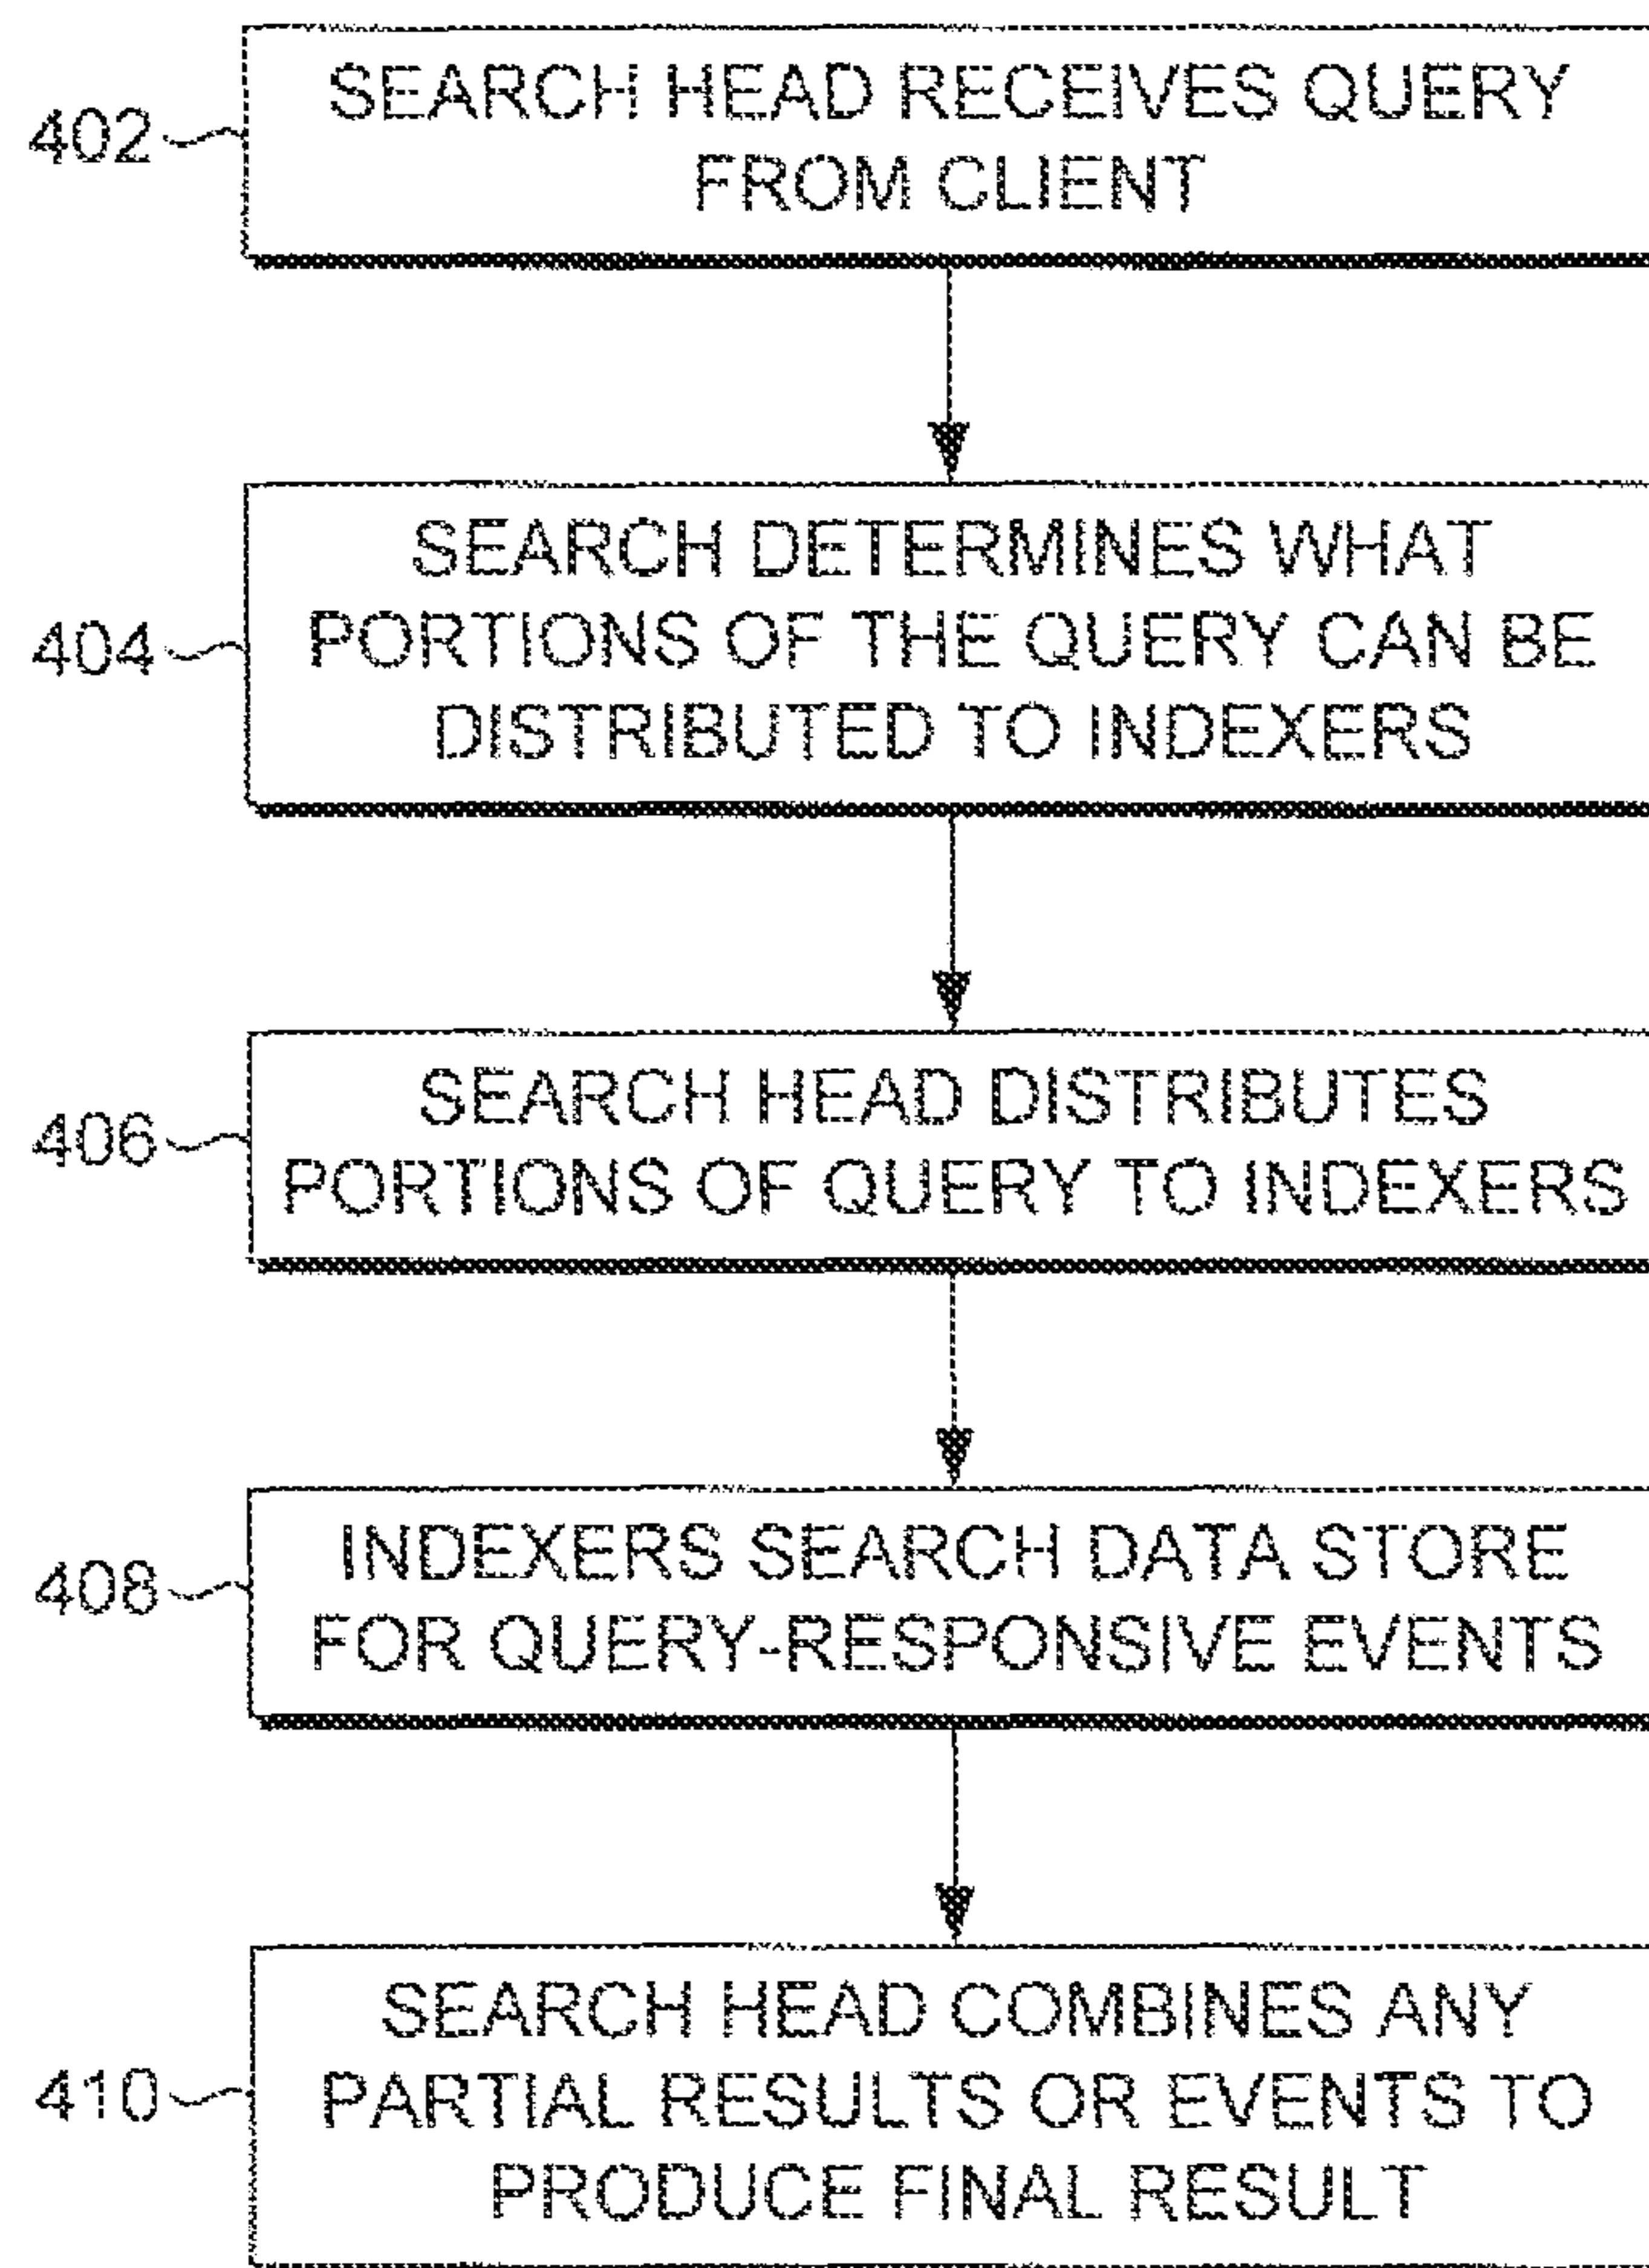 SEARCH HEAD RECEIVES QUERY
402
FROM CLIENT
SEARCH DETERMINES WHAT
404
PORTIONS OF THE QUERY CAN BE
DISTRIBUTED TO INDEXERS
SEARCH HEAD DISTRIBUTES
406
PORTIONS OF QUERY TO INDEXERS
INDEXERS SEARCH DATA STORE
408
FOR QUERY-RESPONSIVE EVENTS
SEARCH HEAD COMBINES ANY
410
PARTIAL RESULTS OR EVENTS TO
PRODUCE FINAL RESULT